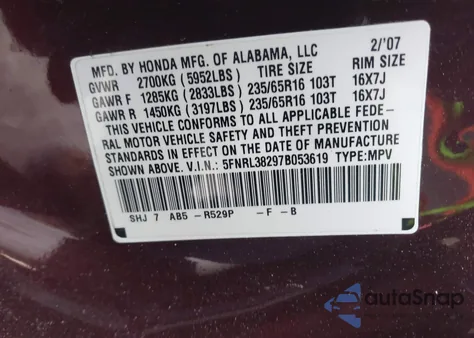 MFD. BY HONDA MFG. OF ALABAMA, LLC 2/'07
GVWR 2700KG (5952LBS) TIRE SIZE RIM SIZE
GAWR F 1285KG (2833LBS) 235/65R16 103T 16X7J
GAWR R 1450KG (3197LBS) 235/65R16 103T 16X7J
THIS VEHICLE CONFORMS TO ALL APPLICABLE FEDE-
RAL MOTOR VEHICLE SAFETY AND THEFT PREVENTION
STANDARDS IN EFFECT ON THE DATE OF MANUFACTURE
SHOWN ABOVE. V.I.N.: 5FNRL38297B053619 TYPE:MPV
SHJ 7 AB5 -R529P -F -B
autoSnap